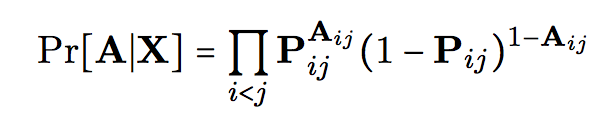 Pr[𝐀|𝐗] = ∏_{i<j} 𝐏_{ij}^{𝐀_{ij}} (1 − 𝐏_{ij})^{1−𝐀_{ij}}